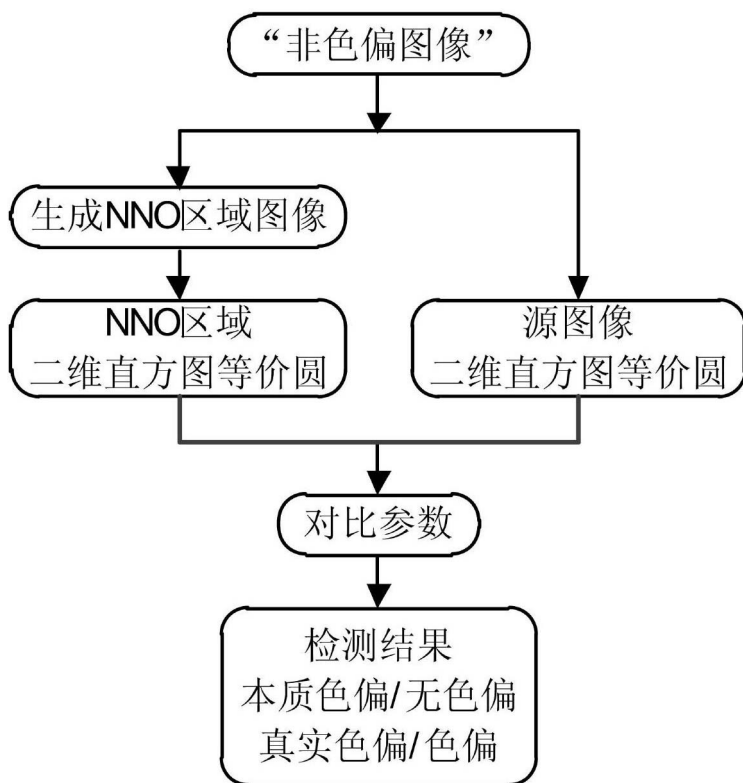 “非色偏图像”
生成NNO区域图像
NNO区域
二维直方图等价圆
源图像
二维直方图等价圆
对比参数
检测结果
本质色偏/无色偏
真实色偏/色偏